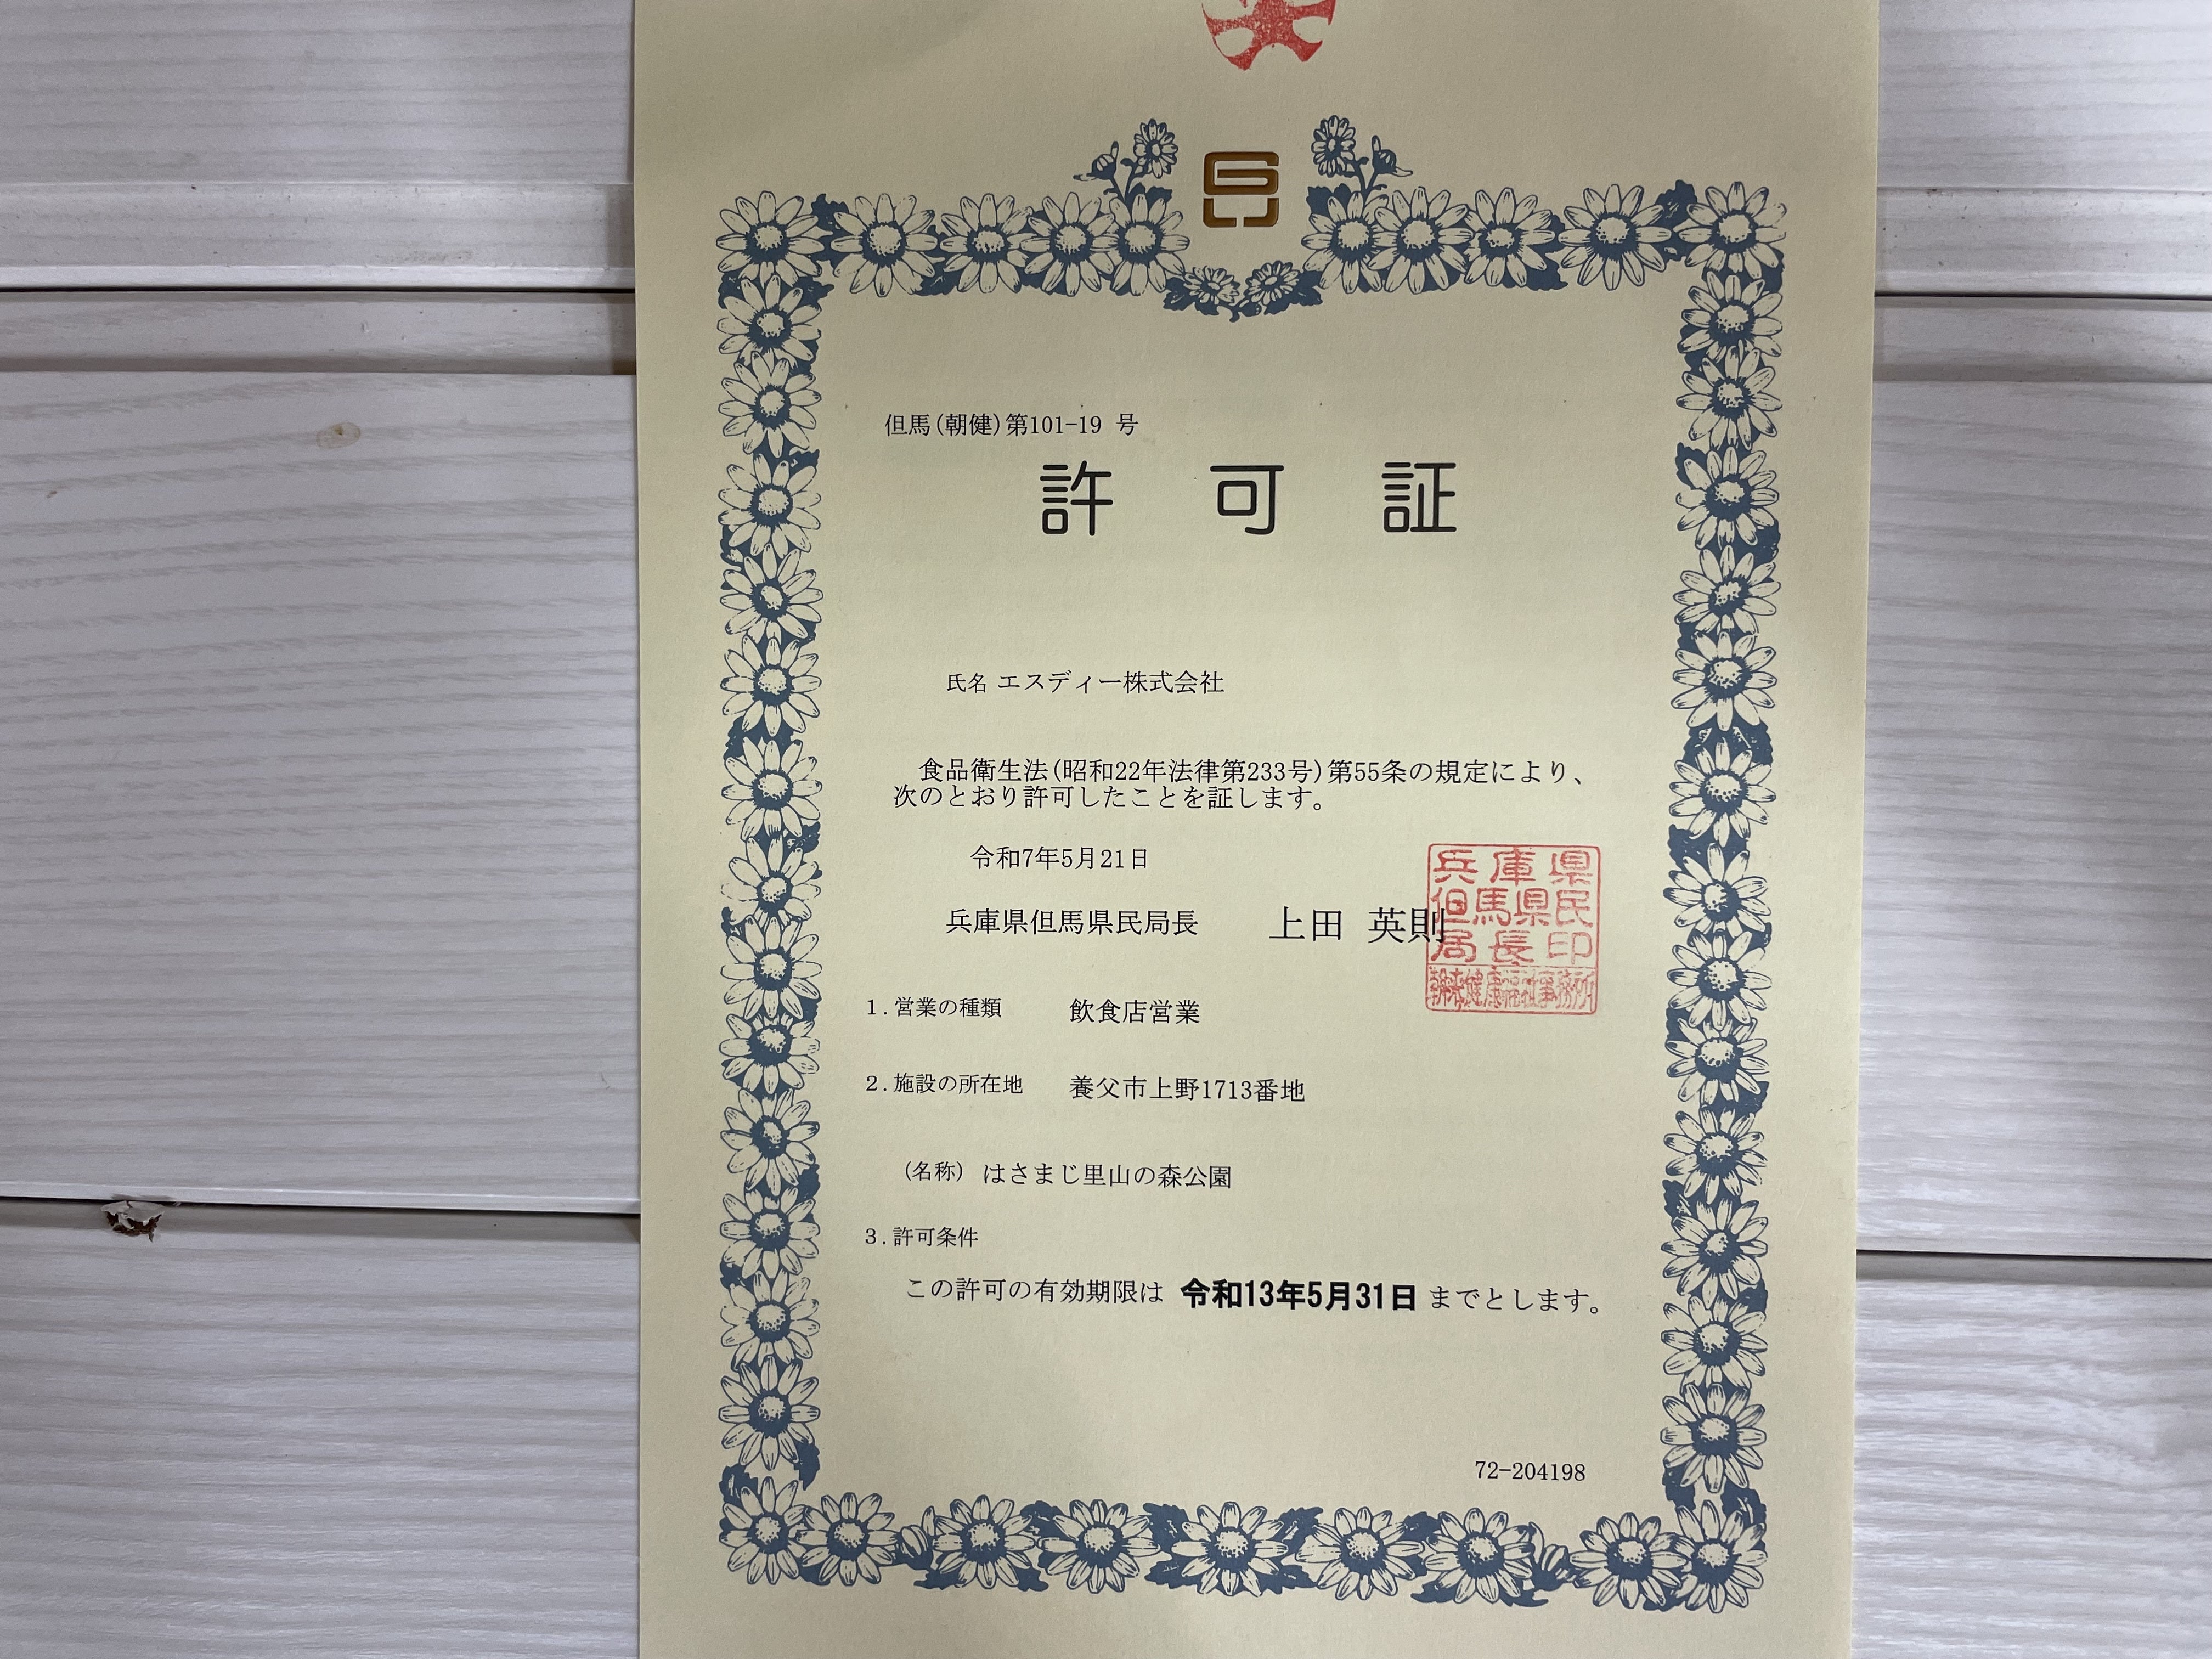 但馬(朝健)第101-19 号
許可証
氏名 エスディー株式会社
食品衛生法(昭和22年法律第233号)第55条の規定により、
次のとおり許可したことを証します。
令和7年5月21日
兵庫県但馬県民局長 上田 英則
兵庫県
但馬県民
局長印
朝来健康福祉事務所
1.営業の種類 飲食店営業
2.施設の所在地 養父市上野1713番地
(名称) はさまじ里山の森公園
3.許可条件
この許可の有効期限は 令和13年5月31日 までとします。
72-204198